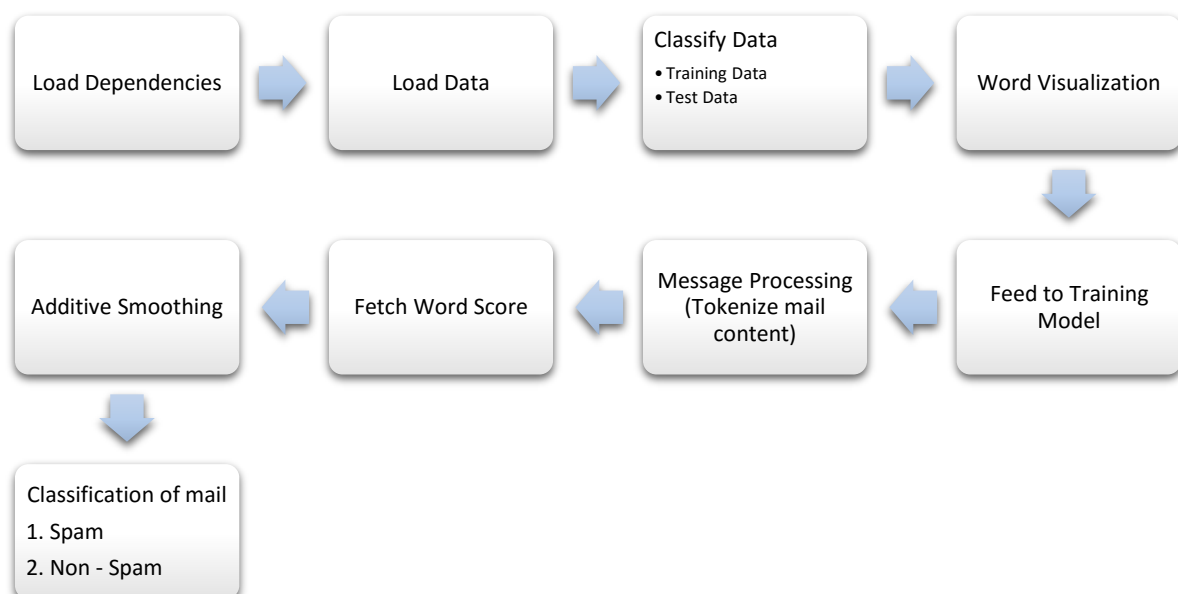 Load Dependencies
Load Data
Classify Data
• Training Data
• Test Data
Word Visualization
Feed to Training
Model
Message Processing
(Tokenize mail
content)
Fetch Word Score
Additive Smoothing
Classification of mail
1. Spam
2. Non - Spam